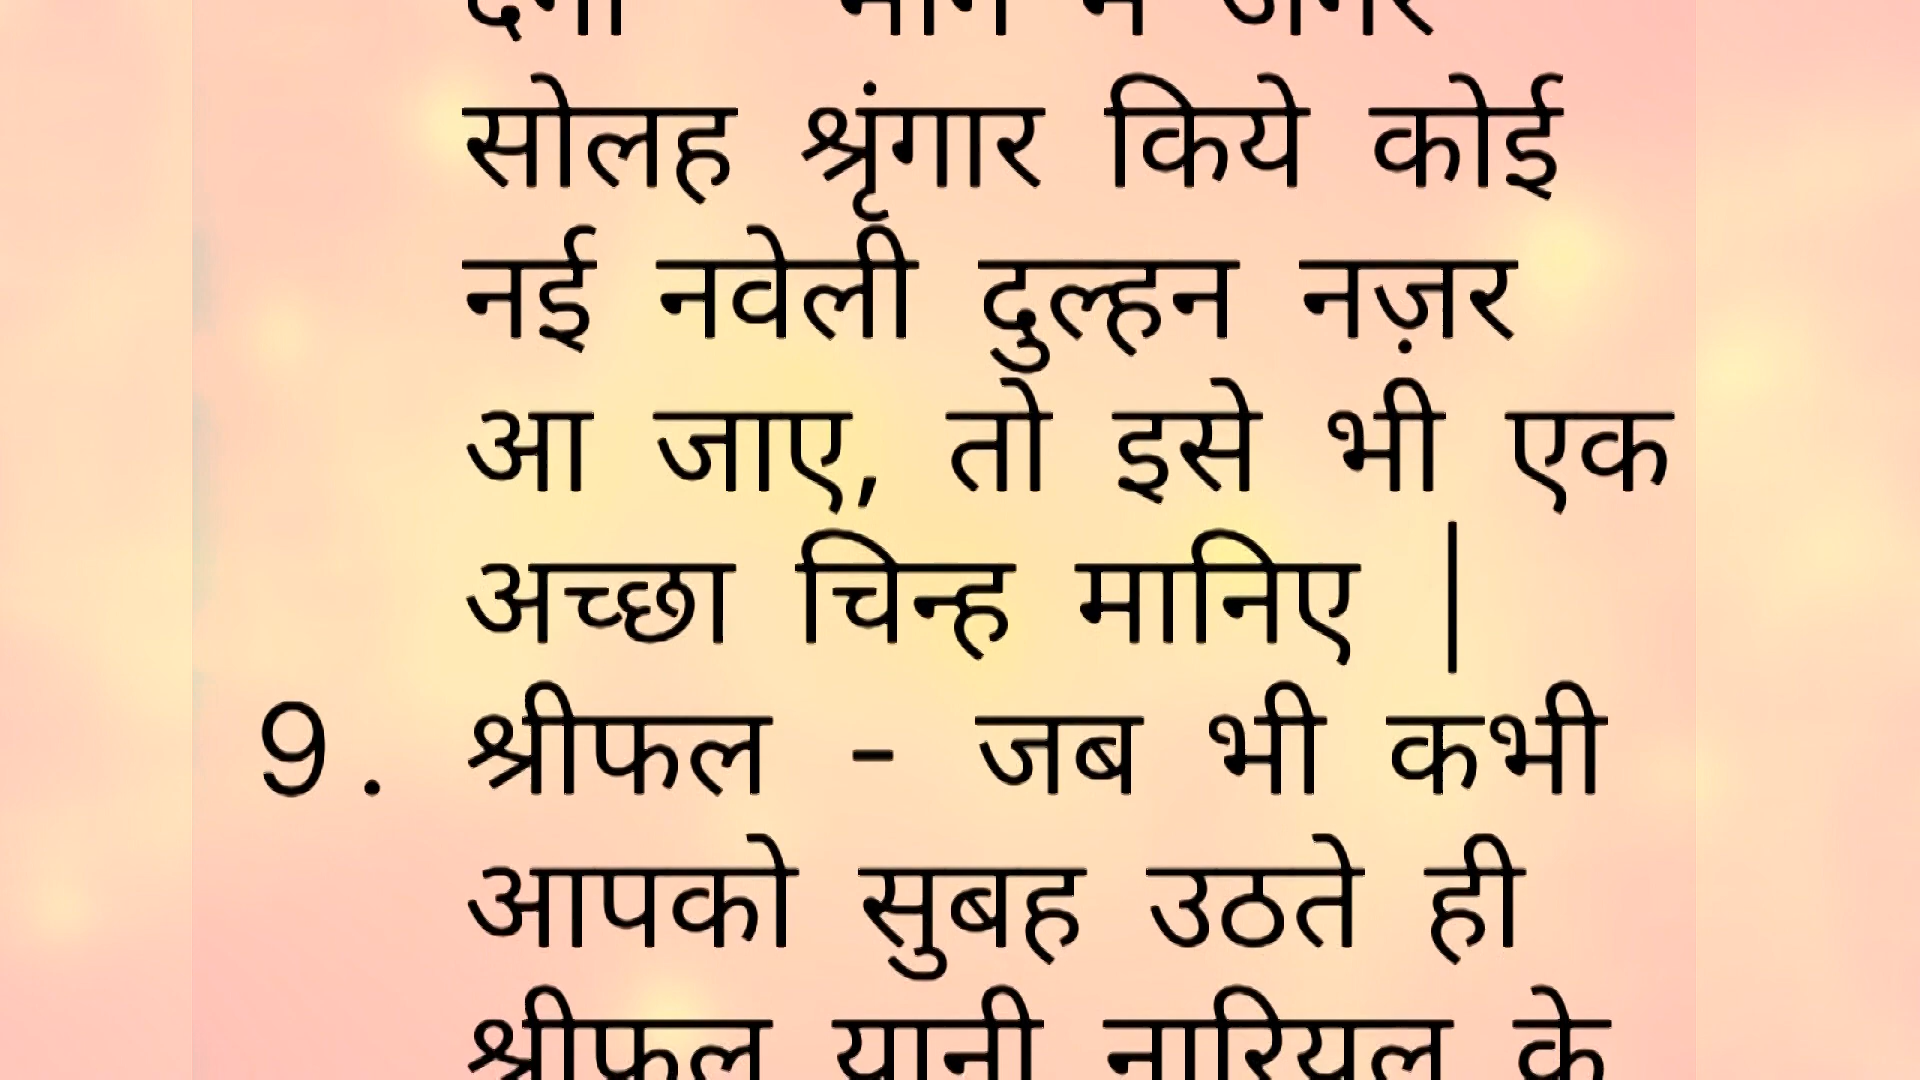 सोलह श्रृंगार किये कोई
नई नवेली दुल्हन नज़र
आ जाए, तो इसे भी एक
अच्छा चिन्ह मानिए |
9. श्रीफल - जब भी कभी
आपको सुबह उठते ही
श्रीफल यानी नारियल के